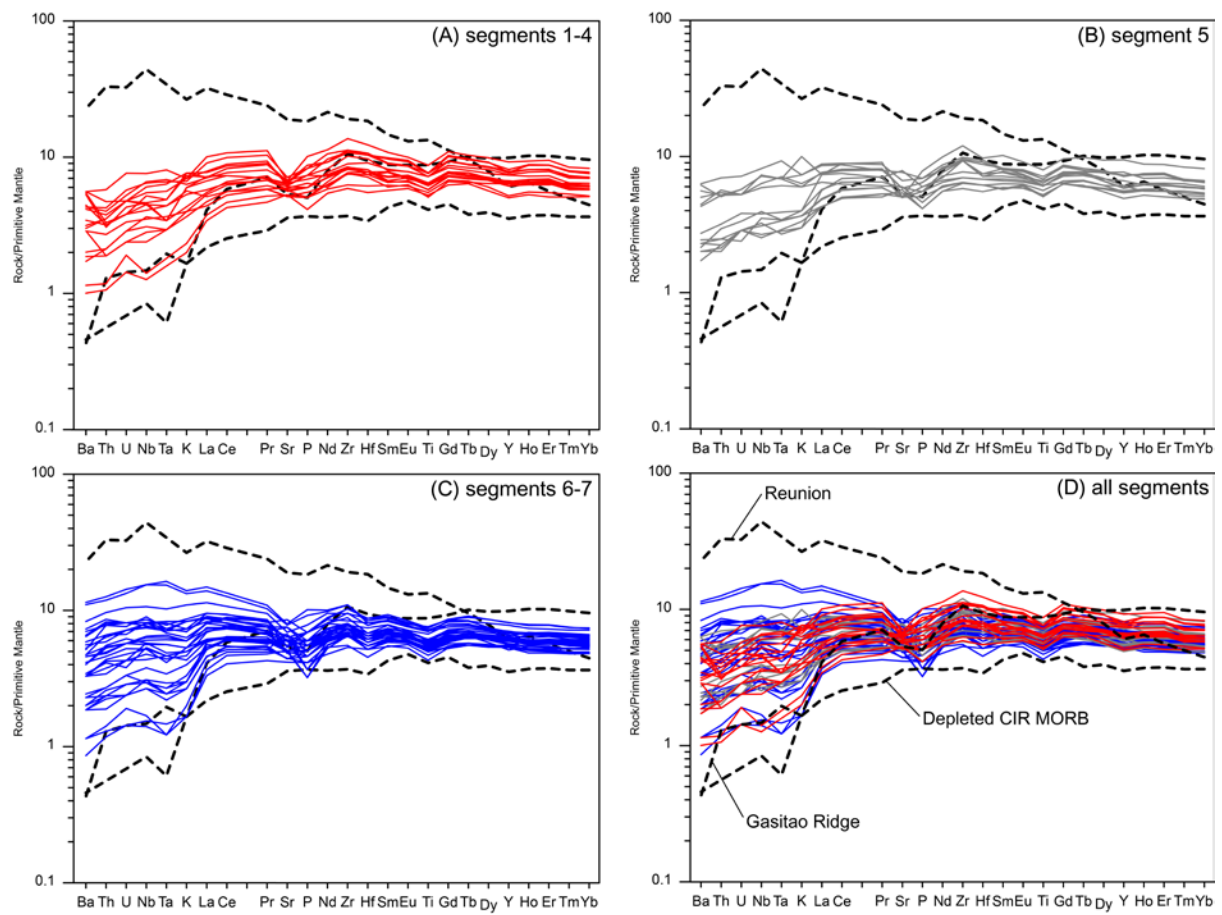 (A) segments 1-4
100
10
1
0.1
Rock/Primitive Mantle
Ba Th U Nb Ta K La Ce Pr Sr P Nd Zr Hf Sm Eu Ti Gd Tb Dy Y Ho Er Tm Yb
(B) segment 5
100
10
1
0.1
Rock/Primitive Mantle
Ba Th U Nb Ta K La Ce Pr Sr P Nd Zr Hf Sm Eu Ti Gd Tb Dy Y Ho Er Tm Yb
(C) segments 6-7
100
10
1
0.1
Rock/Primitive Mantle
Ba Th U Nb Ta K La Ce Pr Sr P Nd Zr Hf Sm Eu Ti Gd Tb Dy Y Ho Er Tm Yb
(D) all segments
100
10
1
0.1
Rock/Primitive Mantle
Reunion
Depleted CIR MORB
Gasitao Ridge
Ba Th U Nb Ta K La Ce Pr Sr P Nd Zr Hf Sm Eu Ti Gd Tb Dy Y Ho Er Tm Yb